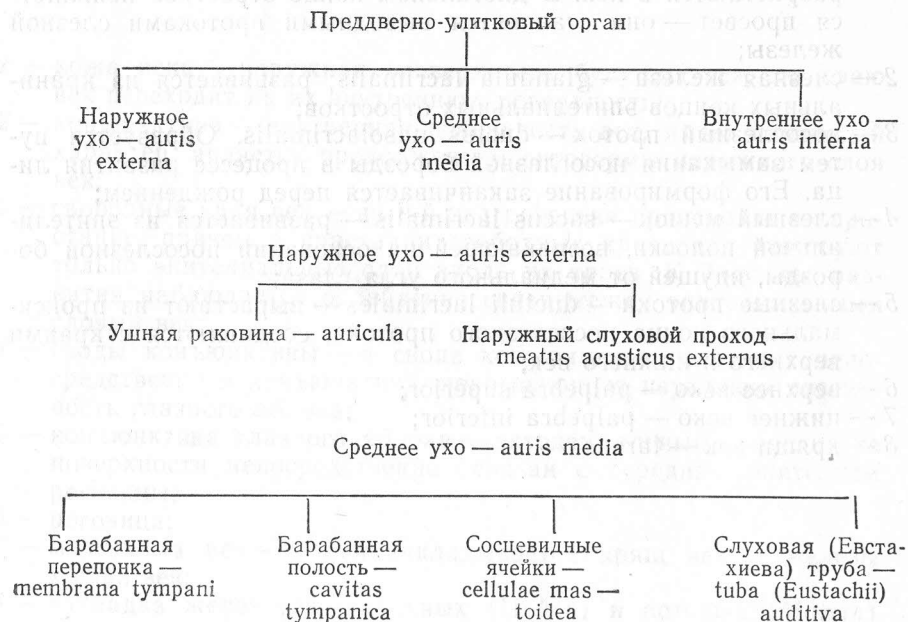 Преддверно-улитковый орган
Наружное ухо — auris externa
Среднее ухо — auris media
Внутреннее ухо — auris interna
Наружное ухо — auris externa
Ушная раковина — auricula
Наружный слуховой проход — meatus acusticus externus
Среднее ухо — auris media
Барабанная перепонка — membrana tympani
Барабанная полость — cavitas tympanica
Сосцевидные ячейки — cellulae mas — toidea
Слуховая (Евста-хиева) труба — tuba (Eustachii) auditiva